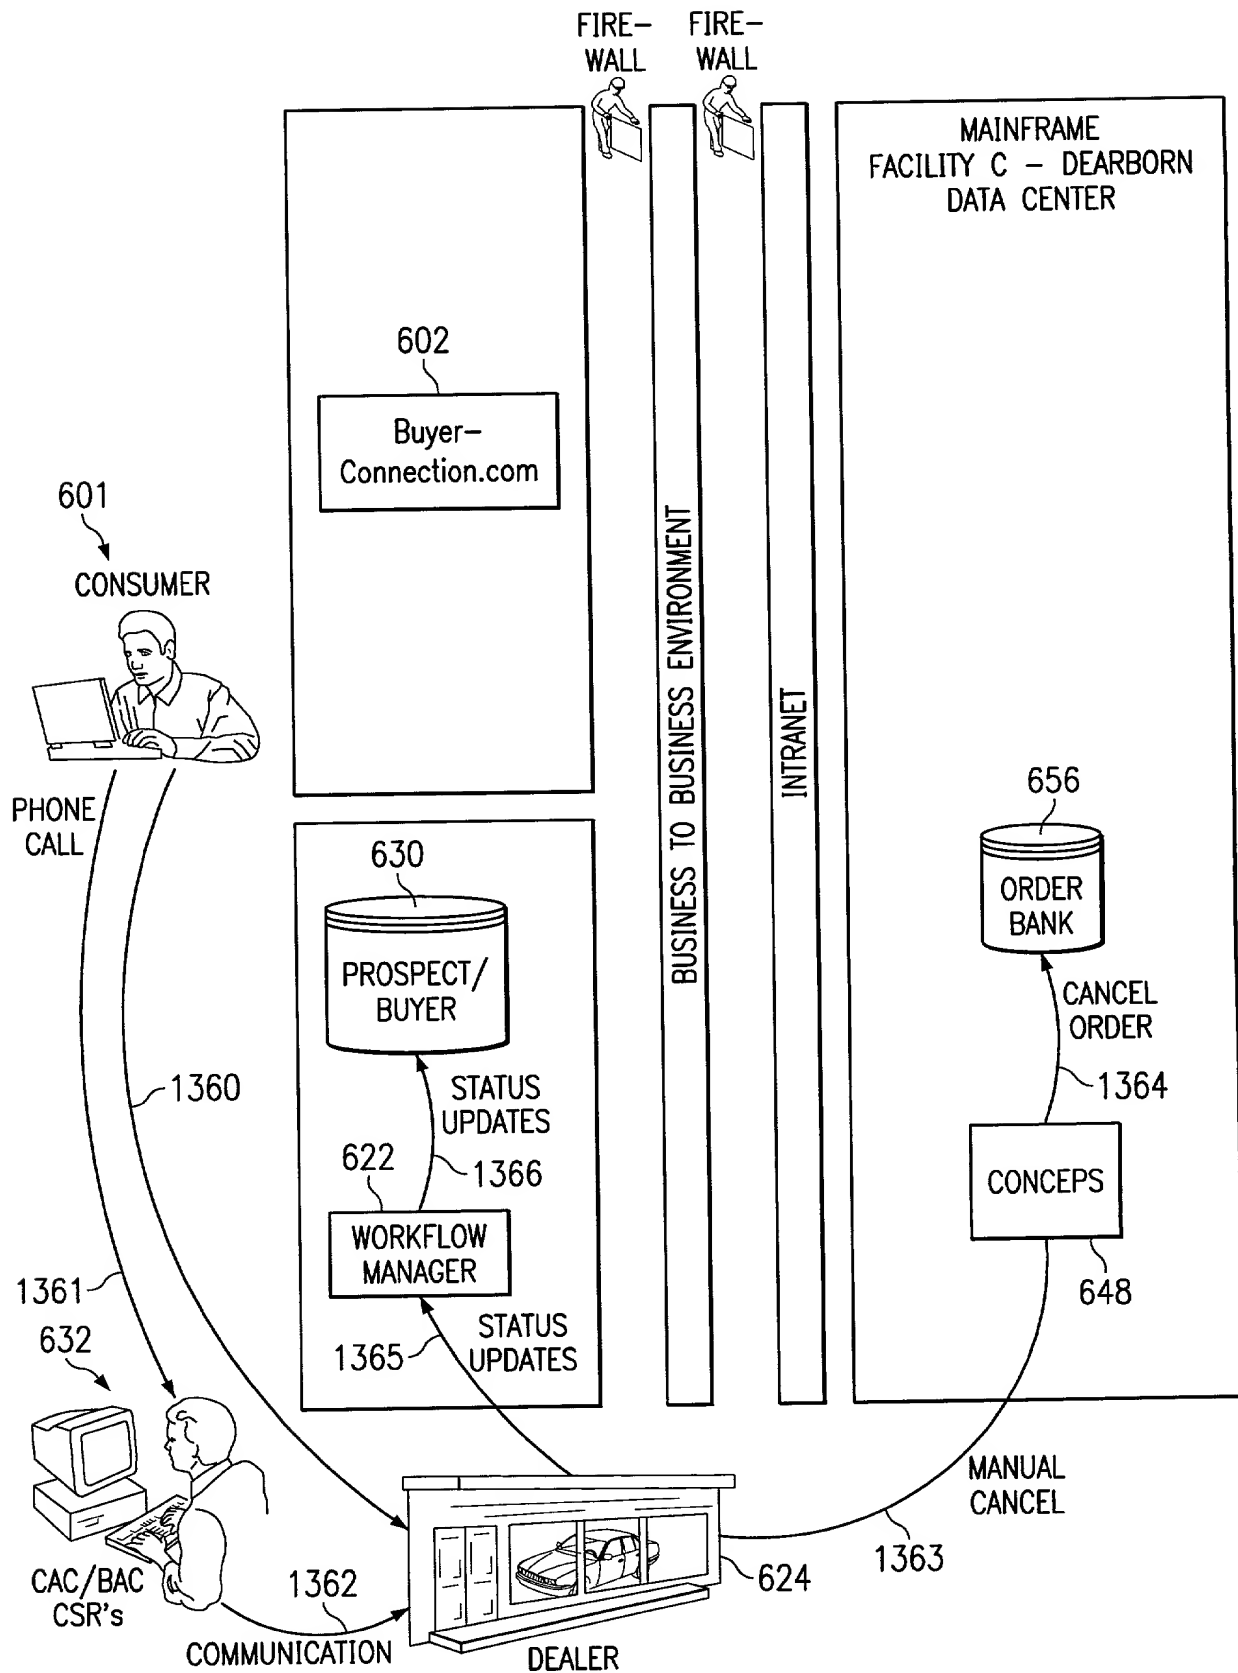 FIRE-
WALL
FIRE-
WALL
MAINFRAME
FACILITY C - DEARBORN
DATA CENTER
602
Buyer-
Connection.com
601
CONSUMER
PHONE
CALL
BUSINESS TO BUSINESS ENVIRONMENT
INTRANET
656
ORDER
BANK
630
PROSPECT/
BUYER
CANCEL
ORDER
1360
STATUS
UPDATES
1364
622
1366
CONCEPS
WORKFLOW
MANAGER
1361
648
632
1365
STATUS
UPDATES
MANUAL
CANCEL
1363
624
CAC/BAC
CSR's
1362
COMMUNICATION
DEALER